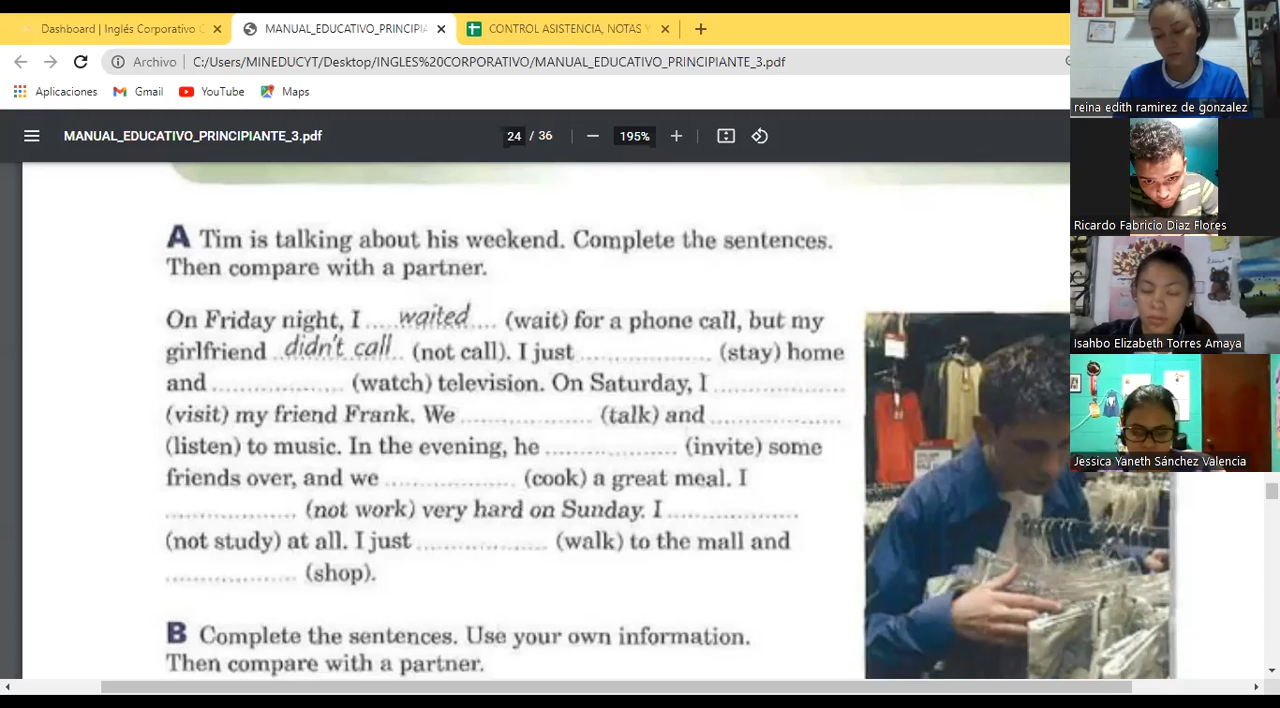 Dashboard | Inglés Corporativo
MANUAL_EDUCATIVO_PRINCIPIA
CONTROL ASISTENCIA, NOTAS Y
Archivo | C:/Users/MINEDUCYT/Desktop/INGLES%20CORPORATIVO/MANUAL_EDUCATIVO_PRINCIPIANTE_3.pdf
Aplicaciones Gmail YouTube Maps
MANUAL_EDUCATIVO_PRINCIPIANTE_3.pdf 24 / 36 − 195% +
A Tim is talking about his weekend. Complete the sentences.
Then compare with a partner.
On Friday night, I .... waited .... (wait) for a phone call, but my
girlfriend .. didn't call .. (not call). I just .................... (stay) home
and .................... (watch) television. On Saturday, I ....................
(visit) my friend Frank. We .................... (talk) and ....................
(listen) to music. In the evening, he .................... (invite) some
friends over, and we .................... (cook) a great meal. I
.................... (not work) very hard on Sunday. I ....................
(not study) at all. I just .................... (walk) to the mall and
.................... (shop).
B Complete the sentences. Use your own information.
Then compare with a partner.
reina edith ramirez de gonzalez
Ricardo Fabricio Diaz Flores
Isahbo Elizabeth Torres Amaya
Jessica Yaneth Sánchez Valencia